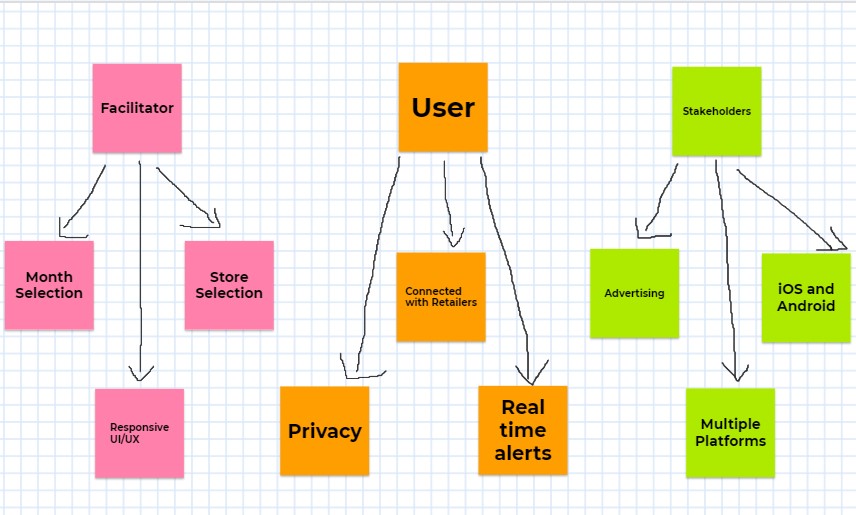 Facilitator
User
Stakeholders
Month
Selection
Store
Selection
Connected
with Retailers
Advertising
iOS and
Android
Responsive
UI/UX
Privacy
Real
time
alerts
Multiple
Platforms